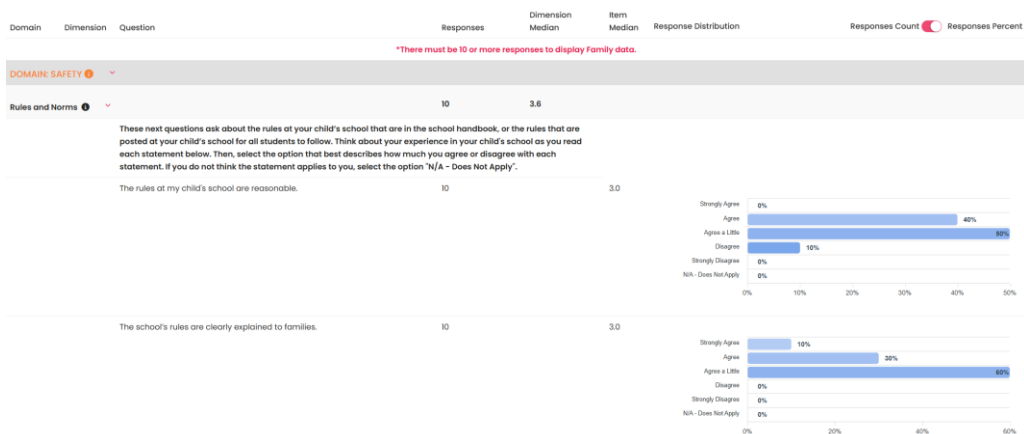 Domain Dimension Question Responses Dimension Median Item Median Response Distribution Responses Count Responses Percent
*There must be 10 or more responses to display Family data.
DOMAIN: SAFETY
Rules and Norms 10 3.6
These next questions ask about the rules at your child's school that are in the school handbook, or the rules that are
posted at your child's school for all students to follow. Think about your experience in your child's school as you read
each statement below. Then, select the option that best describes how much you agree or disagree with each
statement. If you do not think the statement applies to you, select the option "N/A - Does Not Apply".
The rules at my child's school are reasonable. 10 3.0
Strongly Agree 0%
Agree 40%
Agree a Little 50%
Disagree 10%
Strongly Disagree 0%
N/A - Does Not Apply 0%
0% 10% 20% 30% 40% 50%
The school's rules are clearly explained to families. 10 3.0
Strongly Agree 10%
Agree 30%
Agree a Little 60%
Disagree 0%
Strongly Disagree 0%
N/A - Does Not Apply 0%
0% 20% 40% 60%